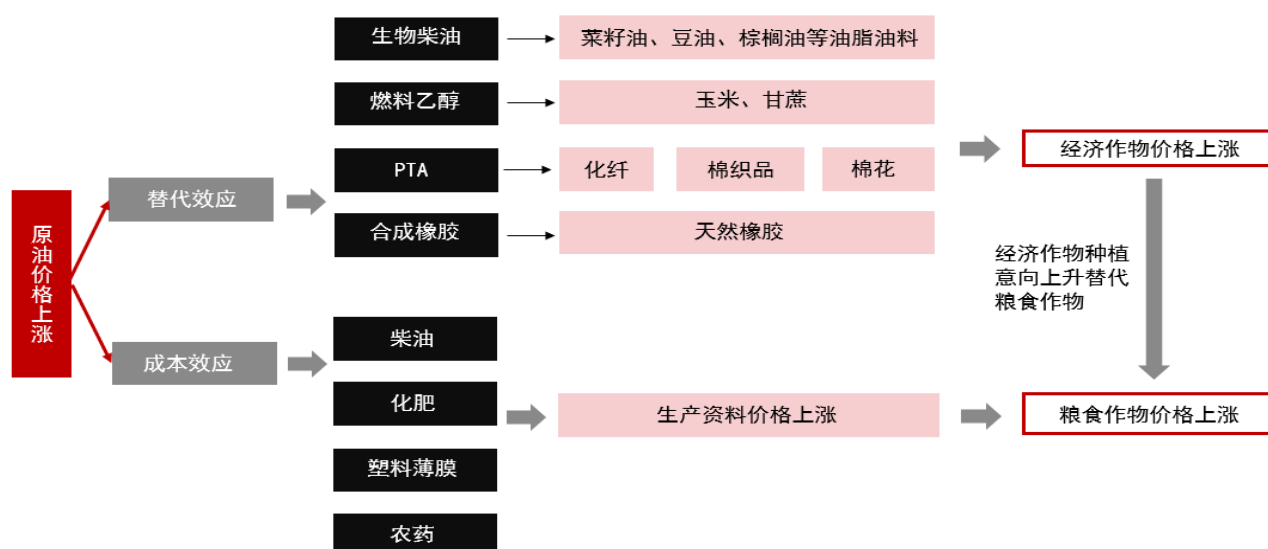 原油价格上涨
替代效应
成本效应
生物柴油
菜籽油、豆油、棕榈油等油脂油料
燃料乙醇
玉米、甘蔗
PTA
化纤
棉织品
棉花
合成橡胶
天然橡胶
柴油
化肥
塑料薄膜
农药
生产资料价格上涨
经济作物价格上涨
经济作物种植
意向上升替代
粮食作物
粮食作物价格上涨